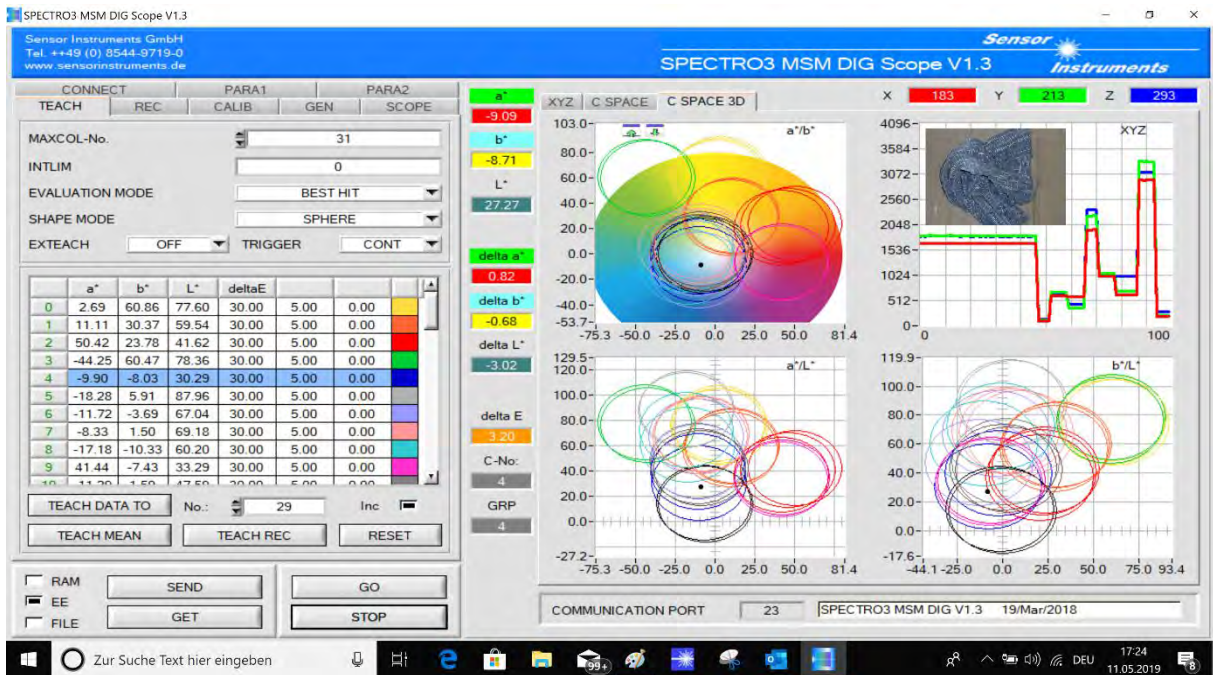 SPECTRO3 MSM DIG Scope V1.3
Sensor Instruments GmbH
Tel. ++49 (0) 8544-9719-0
www.sensorinstruments.de
SPECTRO3 MSM DIG Scope V1.3
Sensor
Instruments
CONNECT PARA1 PARA2
TEACH REC CALIB GEN SCOPE
MAXCOL-No. 31
INTLIM 0
EVALUATION MODE BEST HIT
SHAPE MODE SPHERE
EXTEACH OFF TRIGGER CONT
a* b* L* deltaE
0 2.69 60.86 77.60 30.00 5.00 0.00
1 11.11 30.37 59.54 30.00 5.00 0.00
2 50.42 23.78 41.62 30.00 5.00 0.00
3 -44.25 60.47 78.36 30.00 5.00 0.00
4 -9.90 -8.03 30.29 30.00 5.00 0.00
5 -18.28 5.91 87.96 30.00 5.00 0.00
6 -11.72 -3.69 67.04 30.00 5.00 0.00
7 -8.33 1.50 69.18 30.00 5.00 0.00
8 -17.18 -10.33 60.20 30.00 5.00 0.00
9 41.44 -7.43 33.29 30.00 5.00 0.00
TEACH DATA TO No.: 29 Inc
TEACH MEAN TEACH REC RESET
RAM
EE
FILE
SEND GO
GET STOP
a*
-9.09
b*
-8.71
L*
27.27
delta a*
0.82
delta b*
-0.68
delta L*
-3.02
delta E
3.20
C-No:
4
GRP
4
XYZ C SPACE C SPACE 3D
X 183 Y 213 Z 293
a*/b*
103.0
80.0
60.0
40.0
20.0
0.0
-20.0
-40.0
-53.7
-75.3 -50.0 -25.0 0.0 25.0 50.0 81.4
XYZ
4096
3584
3072
2560
2048
1536
1024
512
0
0 100
a*/L*
129.5
120.0
100.0
80.0
60.0
40.0
20.0
0.0
-27.2
-75.3 -50.0 -25.0 0.0 25.0 50.0 81.4
b*/L*
119.9
100.0
80.0
60.0
40.0
20.0
0.0
-17.6
-44.1 -25.0 0.0 25.0 50.0 75.0 93.4
COMMUNICATION PORT 23 SPECTRO3 MSM DIG V1.3 19/Mar/2018
Zur Suche Text hier eingeben
99+
DEU
17:24
11.05.2019
8